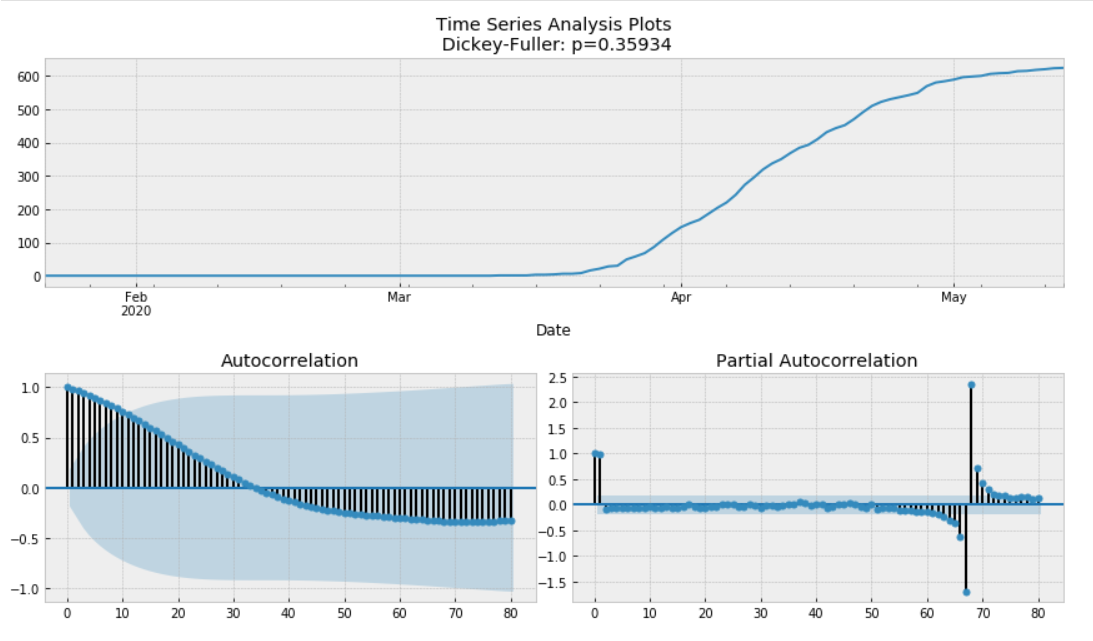 Time Series Analysis Plots
Dickey-Fuller: p=0.35934
600
500
400
300
200
100
0
Feb
2020
Mar
Apr
May
Date
Autocorrelation
1.0
0.5
0.0
−0.5
−1.0
0 10 20 30 40 50 60 70 80
Partial Autocorrelation
2.5
2.0
1.5
1.0
0.5
0.0
−0.5
−1.0
−1.5
0 10 20 30 40 50 60 70 80